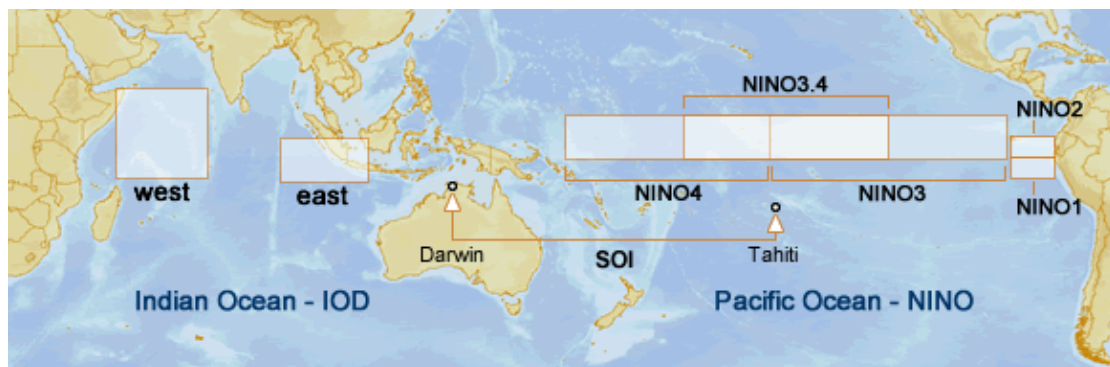 NINO3.4
NINO2
west
east
NINO4
NINO3
NINO1
Darwin
SOI
Tahiti
Indian Ocean - IOD
Pacific Ocean - NINO